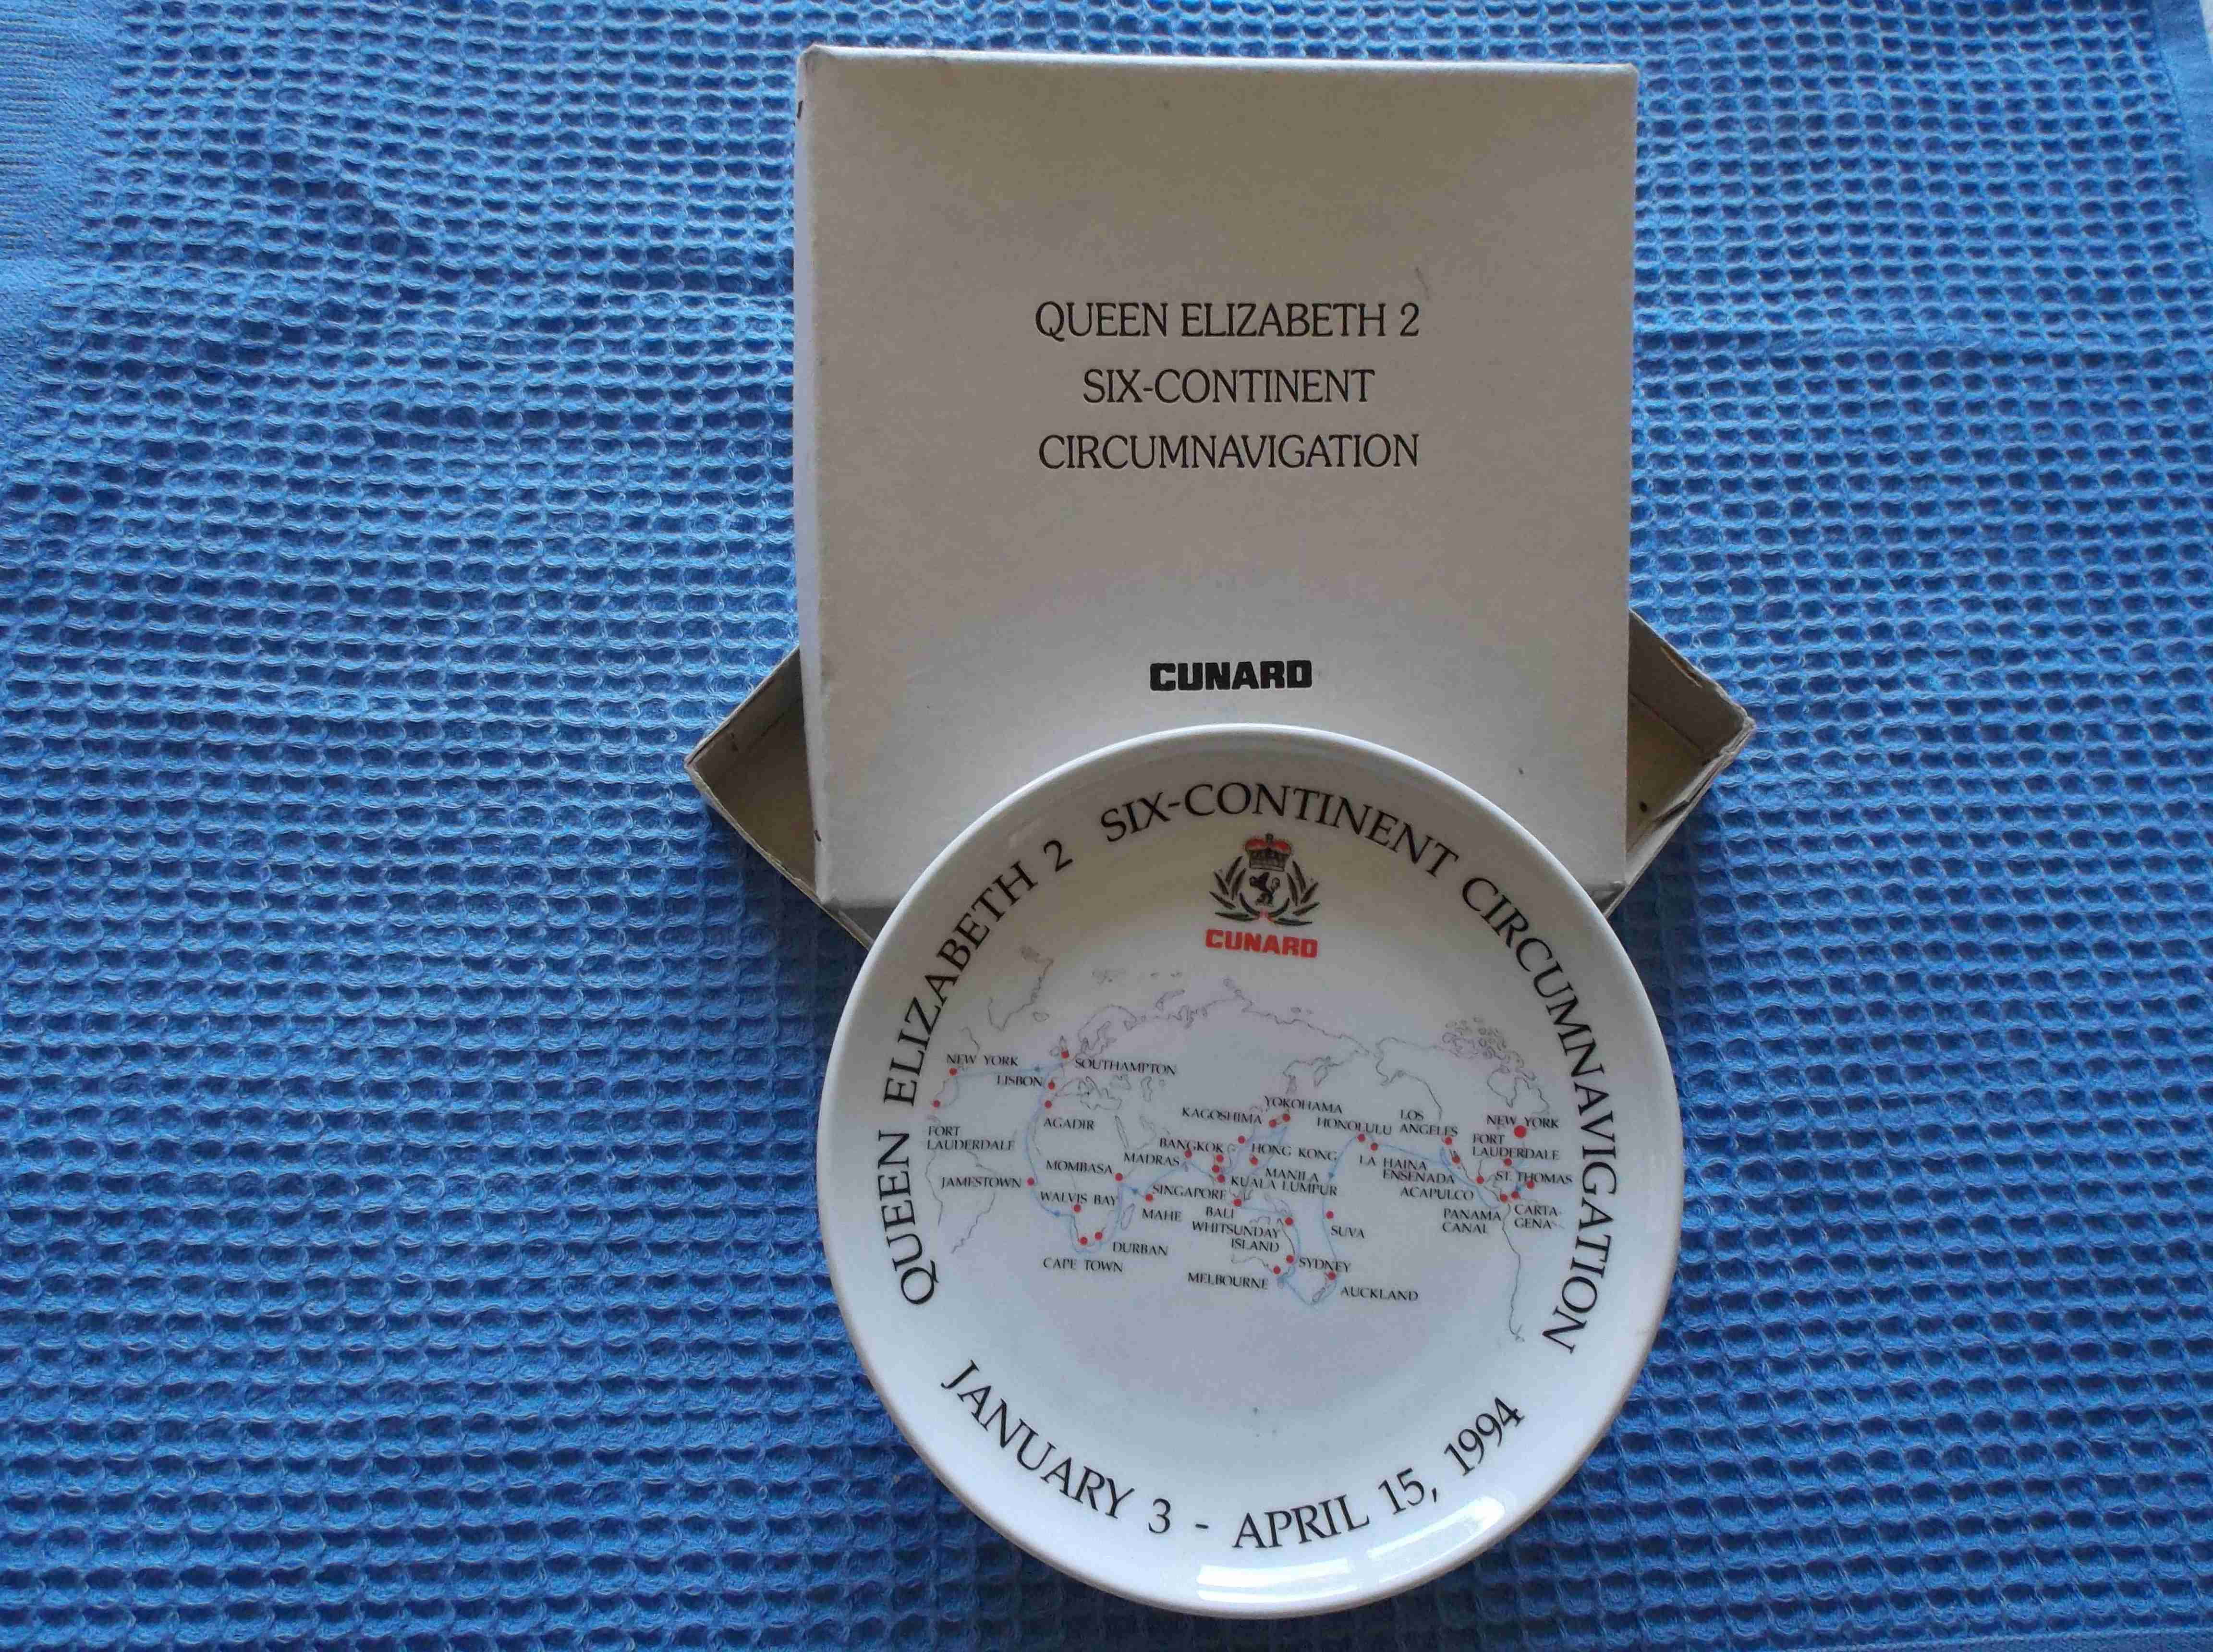 QUEEN ELIZABETH 2
SIX-CONTINENT
CIRCUMNAVIGATION
CUNARD
QUEEN ELIZABETH 2 SIX-CONTINENT CIRCUMNAVIGATION
CUNARD
NEW YORK
SOUTHAMPTON
LISBON
FORT
LAUDERDALE
AGADIR
KAGOSHIMA
YOKOHAMA
HONOLULU
LOS
ANGELES
NEW YORK
FORT
LAUDERDALE
BANGKOK
MADRAS
HONG KONG
MANILA
KUALA LUMPUR
LA HAINA
ENSENADA
ACAPULCO
ST. THOMAS
MOMBASA
JAMESTOWN
WALVIS BAY
SINGAPORE
MAHE
BALI
WHITSUNDAY
ISLAND
SUVA
PANAMA
CANAL
CARTA-
GENA
DURBAN
CAPE TOWN
SYDNEY
MELBOURNE
AUCKLAND
JANUARY 3 - APRIL 15, 1994